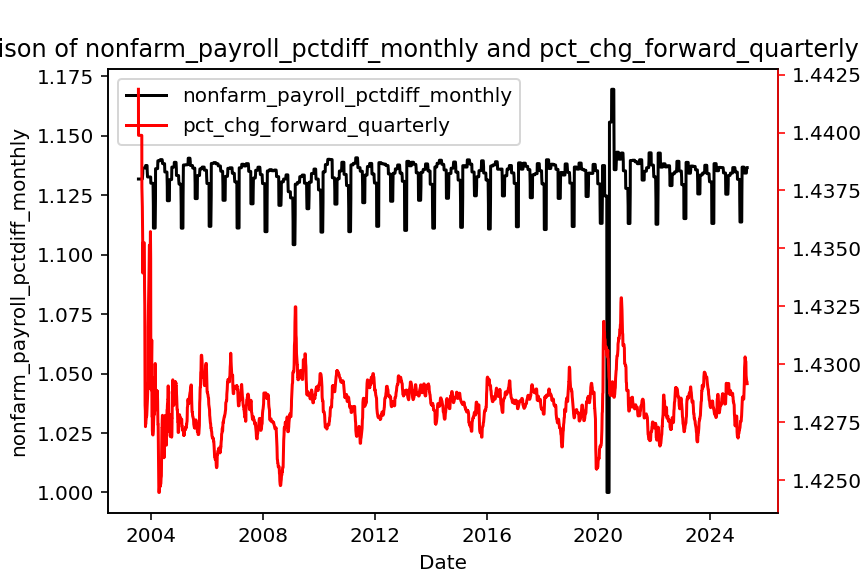 ison of nonfarm_payroll_pctdiff_monthly and pct_chg_forward_quarterly
nonfarm_payroll_pctdiff_monthly
pct_chg_forward_quarterly
1.175
1.150
1.125
1.100
1.075
1.050
1.025
1.000
nonfarm_payroll_pctdiff_monthly
1.4425
1.4400
1.4375
1.4350
1.4325
1.4300
1.4275
1.4250
2004 2008 2012 2016 2020 2024
Date